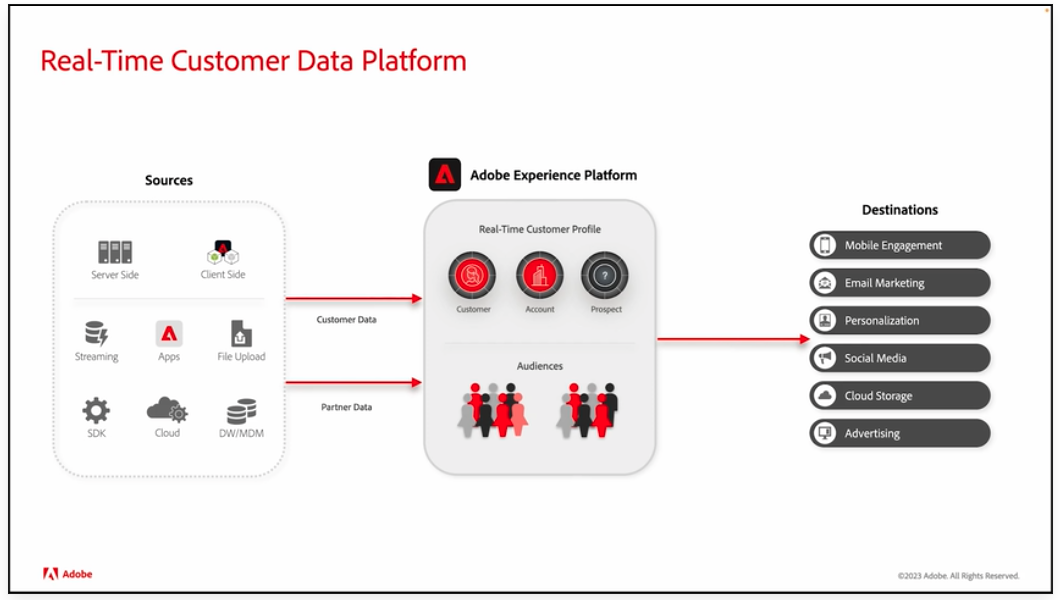 Real-Time Customer Data Platform
Sources
Server Side
Client Side
Streaming
Apps
File Upload
SDK
Cloud
DW/MDM
Customer Data
Partner Data
Adobe Experience Platform
Real-Time Customer Profile
Customer
Account
?
Prospect
Audiences
Destinations
Mobile Engagement
Email Marketing
Personalization
Social Media
Cloud Storage
Advertising
Adobe
©2023 Adobe. All Rights Reserved.